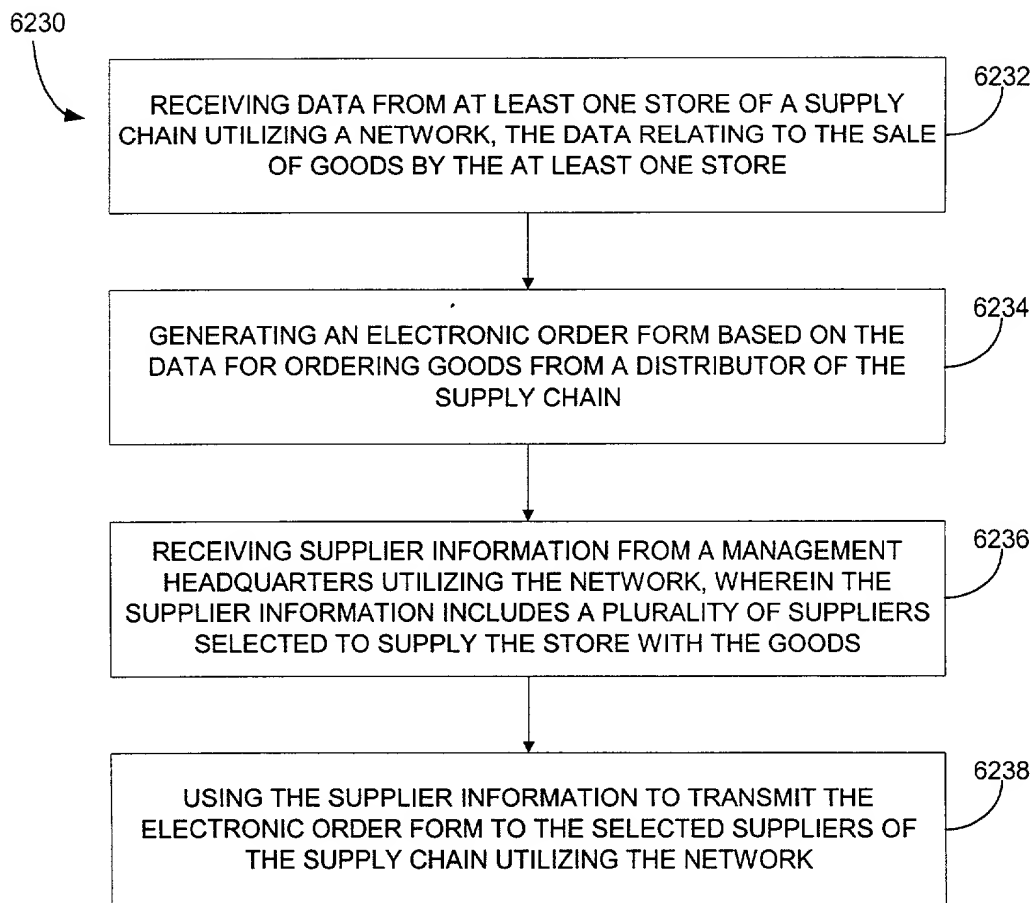 6230
6232
RECEIVING DATA FROM AT LEAST ONE STORE OF A SUPPLY
CHAIN UTILIZING A NETWORK, THE DATA RELATING TO THE SALE
OF GOODS BY THE AT LEAST ONE STORE
6234
GENERATING AN ELECTRONIC ORDER FORM BASED ON THE
DATA FOR ORDERING GOODS FROM A DISTRIBUTOR OF THE
SUPPLY CHAIN
6236
RECEIVING SUPPLIER INFORMATION FROM A MANAGEMENT
HEADQUARTERS UTILIZING THE NETWORK, WHEREIN THE
SUPPLIER INFORMATION INCLUDES A PLURALITY OF SUPPLIERS
SELECTED TO SUPPLY THE STORE WITH THE GOODS
6238
USING THE SUPPLIER INFORMATION TO TRANSMIT THE
ELECTRONIC ORDER FORM TO THE SELECTED SUPPLIERS OF
THE SUPPLY CHAIN UTILIZING THE NETWORK